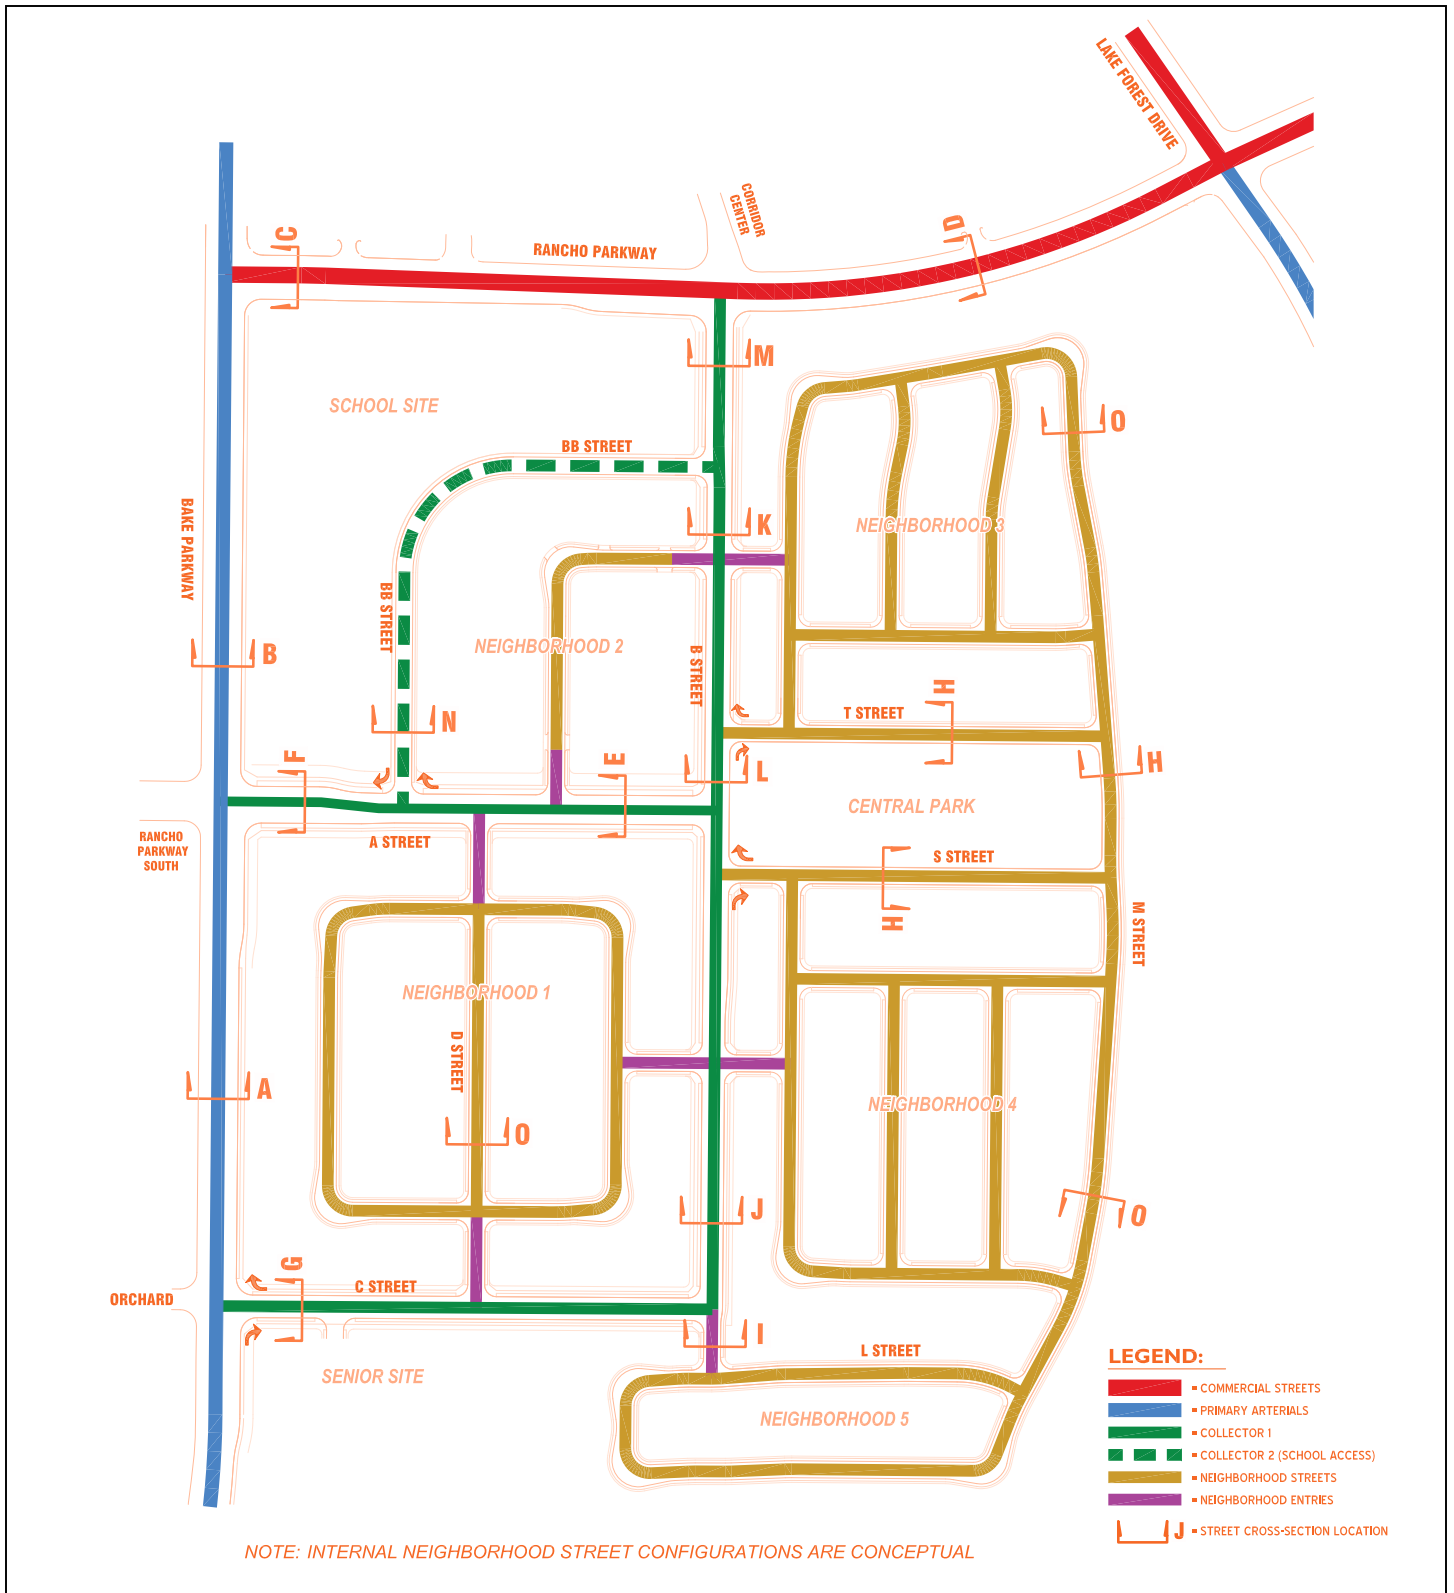 LAKE FOREST DRIVE
CORRIDOR
CENTER
D
C
RANCHO PARKWAY
M
SCHOOL SITE
O
BB STREET
BAKE PARKWAY
K
NEIGHBORHOOD 3
BB STREET
NEIGHBORHOOD 2
B STREET
B
H
T STREET
N
F
E
L
H
CENTRAL PARK
RANCHO
PARKWAY
SOUTH
A STREET
S STREET
H
M STREET
NEIGHBORHOOD 1
D STREET
A
NEIGHBORHOOD 4
O
J
O
G
C STREET
ORCHARD
I
L STREET
SENIOR SITE
NEIGHBORHOOD 5
LEGEND:
= COMMERCIAL STREETS
= PRIMARY ARTERIALS
= COLLECTOR 1
= COLLECTOR 2 (SCHOOL ACCESS)
= NEIGHBORHOOD STREETS
= NEIGHBORHOOD ENTRIES
J = STREET CROSS-SECTION LOCATION
NOTE: INTERNAL NEIGHBORHOOD STREET CONFIGURATIONS ARE CONCEPTUAL